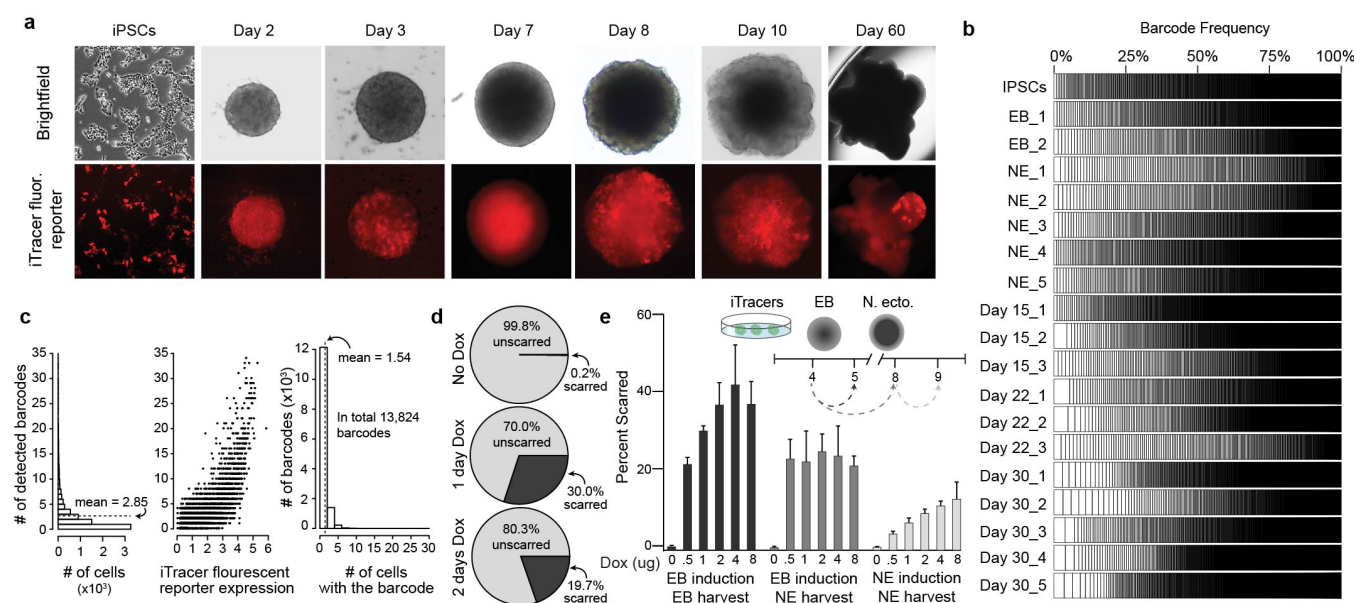 a
iPSCs
Day 2
Day 3
Day 7
Day 8
Day 10
Day 60
Brightfield
iTracer fluor.
reporter
b
Barcode Frequency
0% 25% 50% 75% 100%
IPSCs
EB_1
EB_2
NE_1
NE_2
NE_3
NE_4
NE_5
Day 15_1
Day 15_2
Day 15_3
Day 22_1
Day 22_2
Day 22_3
Day 30_1
Day 30_2
Day 30_3
Day 30_4
Day 30_5
c
# of detected barcodes
35
30
25
20
15
10
5
0
mean = 2.85
0 1 2 3
# of cells
(x10³)
35
30
25
20
15
10
5
0
0 1 2 3 4 5 6
iTracer flourescent
reporter expression
# of barcodes (x10³)
12
10
8
6
4
2
0
mean = 1.54
In total 13,824
barcodes
0 5 10 15 20 25 30
# of cells
with the barcode
d
No Dox
99.8%
unscarred
0.2%
scarred
1 day Dox
70.0%
unscarred
30.0%
scarred
2 days Dox
80.3%
unscarred
19.7%
scarred
e
Percent Scarred
60
40
20
0
iTracers
EB
N. ecto.
4 5 8 9
Dox (ug)
0 .5 1 2 4 8
0 .5 1 2 4 8
0 .5 1 2 4 8
EB induction
EB harvest
EB induction
NE harvest
NE induction
NE harvest